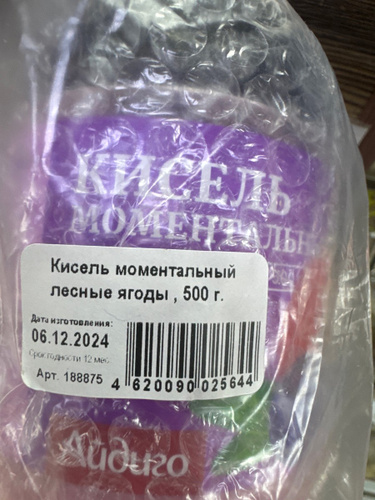 КИСЕЛЬ
МОМЕНТАЛЬН
Кисель моментальный
лесные ягоды , 500 г.
Дата изготовления:
06.12.2024
Срок годности 12 мес.
Арт. 188875
4 620090 025644
Айдиго